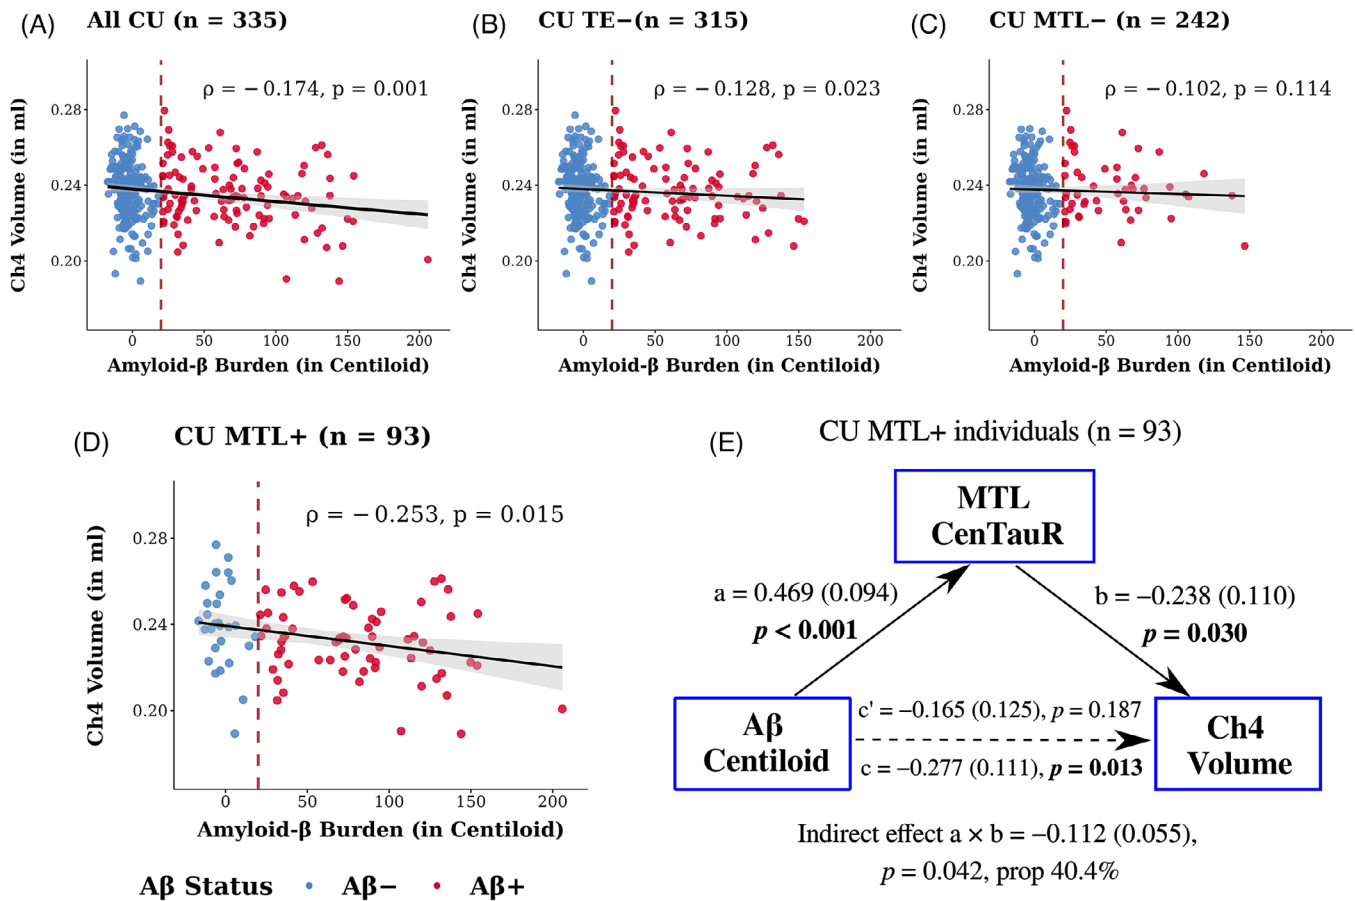 (A) All CU (n = 335)
ρ = −0.174, p = 0.001
Ch4 Volume (in ml)
0.28
0.24
0.20
0 50 100 150 200
Amyloid-β Burden (in Centiloid)
(B) CU TE−(n = 315)
ρ = −0.128, p = 0.023
Ch4 Volume (in ml)
0.28
0.24
0.20
0 50 100 150 200
Amyloid-β Burden (in Centiloid)
(C) CU MTL− (n = 242)
ρ = −0.102, p = 0.114
Ch4 Volume (in ml)
0.28
0.24
0.20
0 50 100 150 200
Amyloid-β Burden (in Centiloid)
(D) CU MTL+ (n = 93)
ρ = −0.253, p = 0.015
Ch4 Volume (in ml)
0.28
0.24
0.20
0 50 100 150 200
Amyloid-β Burden (in Centiloid)
Aβ Status Aβ− Aβ+
(E) CU MTL+ individuals (n = 93)
MTL
CenTauR
a = 0.469 (0.094)
p < 0.001
b = −0.238 (0.110)
p = 0.030
Aβ
Centiloid
c' = −0.165 (0.125), p = 0.187
c = −0.277 (0.111), p = 0.013
Ch4
Volume
Indirect effect a × b = −0.112 (0.055),
p = 0.042, prop 40.4%